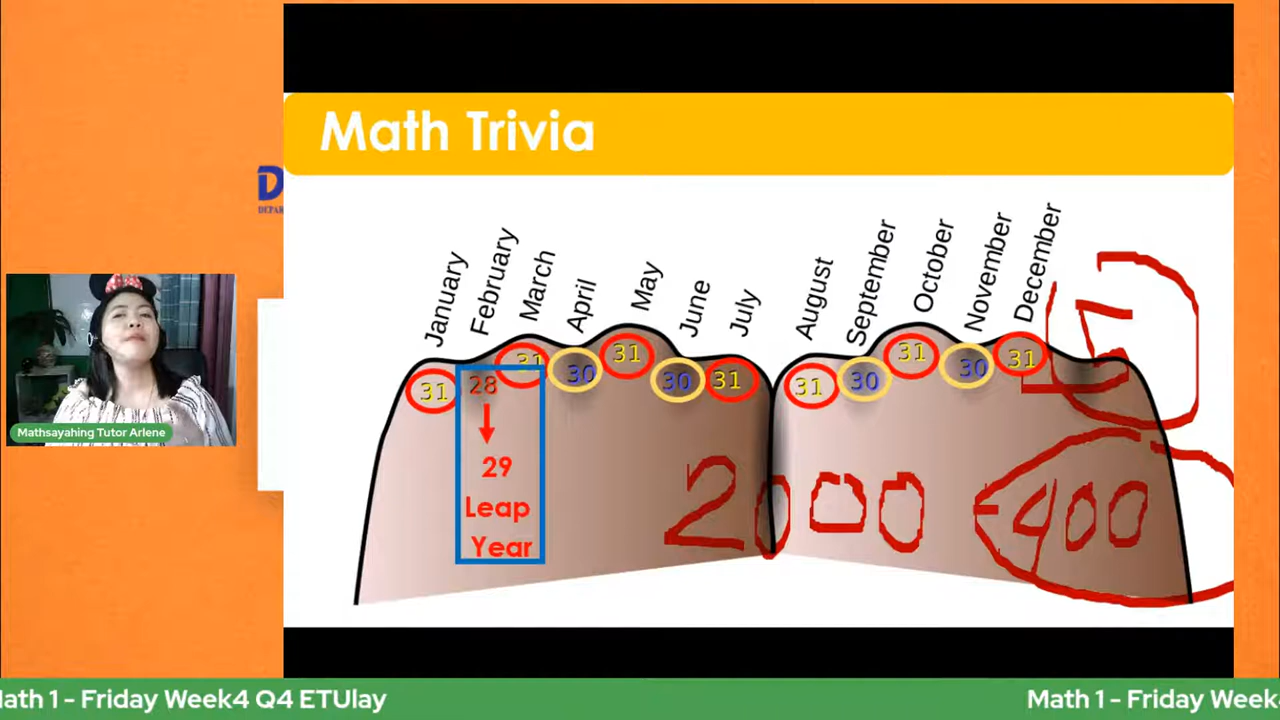 Math Trivia
January
February
March
April
May
June
July
August
September
October
November
December
31
28
31
30
31
30
31
31
30
31
30
31
29
Leap
Year
5
2000
400
Mathsayahing Tutor Arlene
Math 1 - Friday Week4 Q4 ETUlay
Math 1 - Friday Week